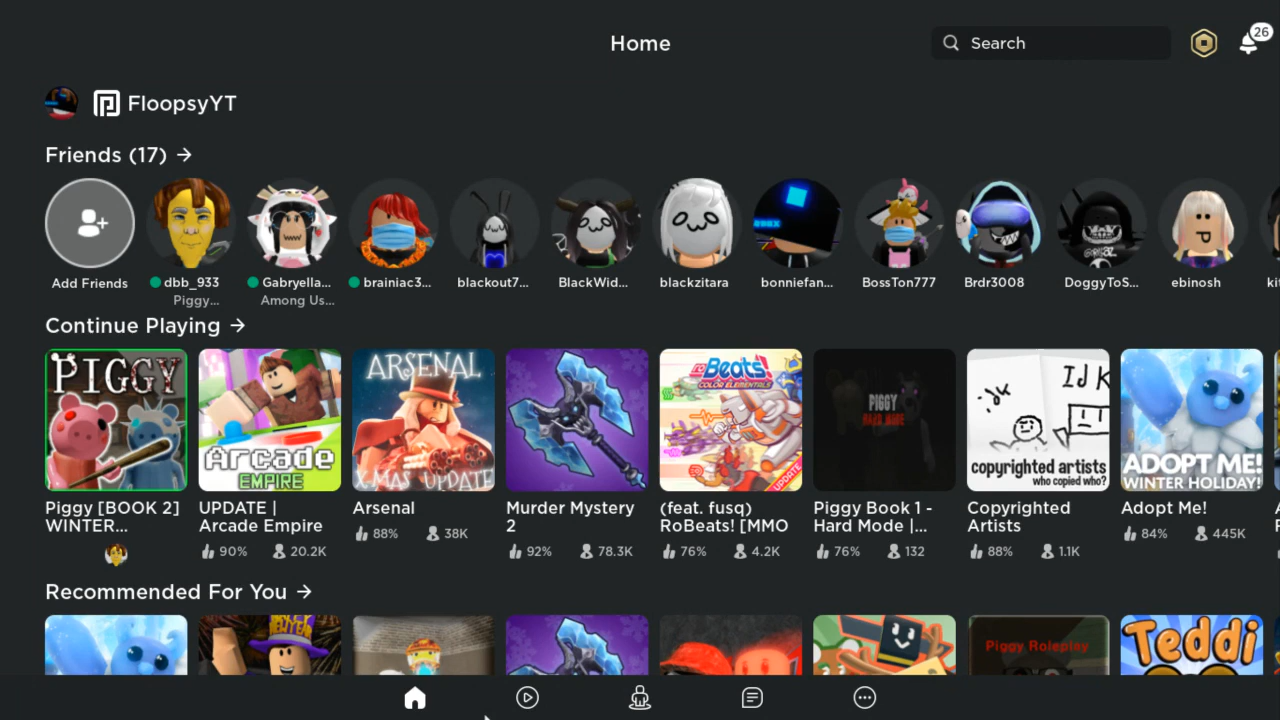 Home
Search
26
FloopsyYT
Friends (17) →
Add Friends
dbb_933
Piggy...
Gabryella...
Among Us...
brainiac3...
blackout7...
BlackWid...
blackzitara
bonniefan...
BossTon777
Brdr3008
DoggyToS...
ebinosh
Continue Playing →
PIGGY
Arcade
EMPIRE
ARSENAL
X-MAS UPDATE
Beats!
COLOR ELEMENTALS
UPDATE
PIGGY
HARD MODE
IDK
copyrighted artists
who copied who?
ADOPT ME!
WINTER HOLIDAY!
Piggy [BOOK 2]
WINTER...
UPDATE |
Arcade Empire
90% 20.2K
Arsenal
88% 38K
Murder Mystery
2
92% 78.3K
(feat. fusq)
RoBeats! [MMO
76% 4.2K
Piggy Book 1 -
Hard Mode |...
76% 132
Copyrighted
Artists
88% 1.1K
Adopt Me!
84% 445K
Recommended For You →
Piggy Roleplay
Teddi